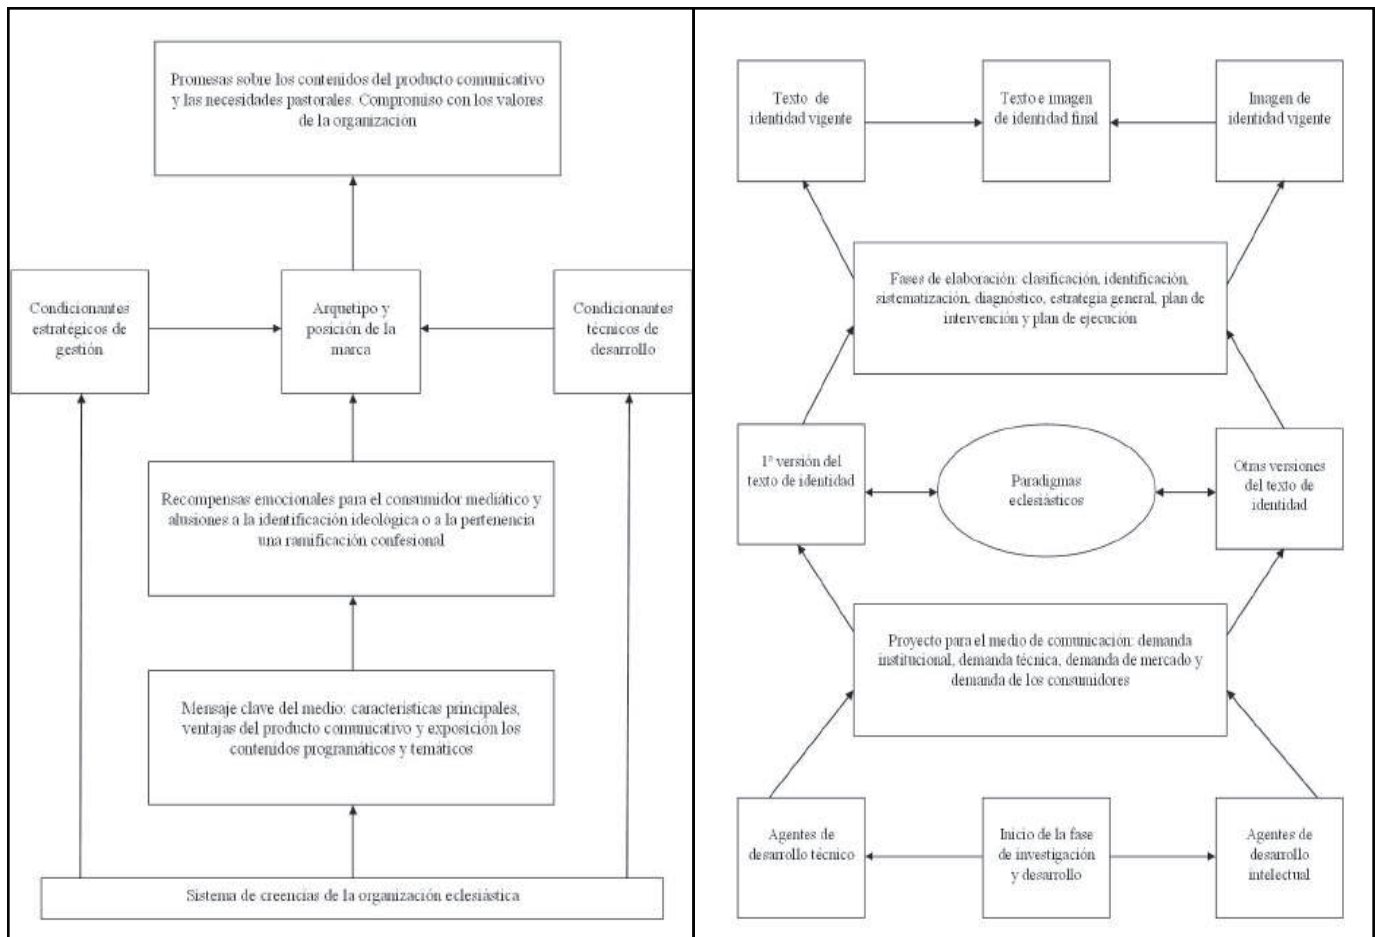 Promesas sobre los contenidos del producto comunicativo
y las necesidades pastorales. Compromiso con los valores
de la organización
Condicionantes
estratégicos de
gestión
Arquetipo y
posición de la
marca
Condicionantes
técnicos de
desarrollo
Recompensas emocionales para el consumidor mediático y
alusiones a la identificación ideológica o a la pertenencia
una ramificación confesional
Mensaje clave del medio: características principales,
ventajas del producto comunicativo y exposición los
contenidos programáticos y temáticos
Sistema de creencias de la organización eclesiástica
Texto de
identidad vigente
Texto e imagen
de identidad final
Imagen de
identidad vigente
Fases de elaboración: clasificación, identificación,
sistematización, diagnóstico, estrategia general, plan de
intervención y plan de ejecución
1ª versión del
texto de identidad
Paradigmas
eclesiásticos
Otras versiones
del texto de
identidad
Proyecto para el medio de comunicación: demanda
institucional, demanda técnica, demanda de mercado y
demanda de los consumidores
Agentes de
desarrollo técnico
Inicio de la fase
de investigación
y desarrollo
Agentes de
desarrollo
intelectual